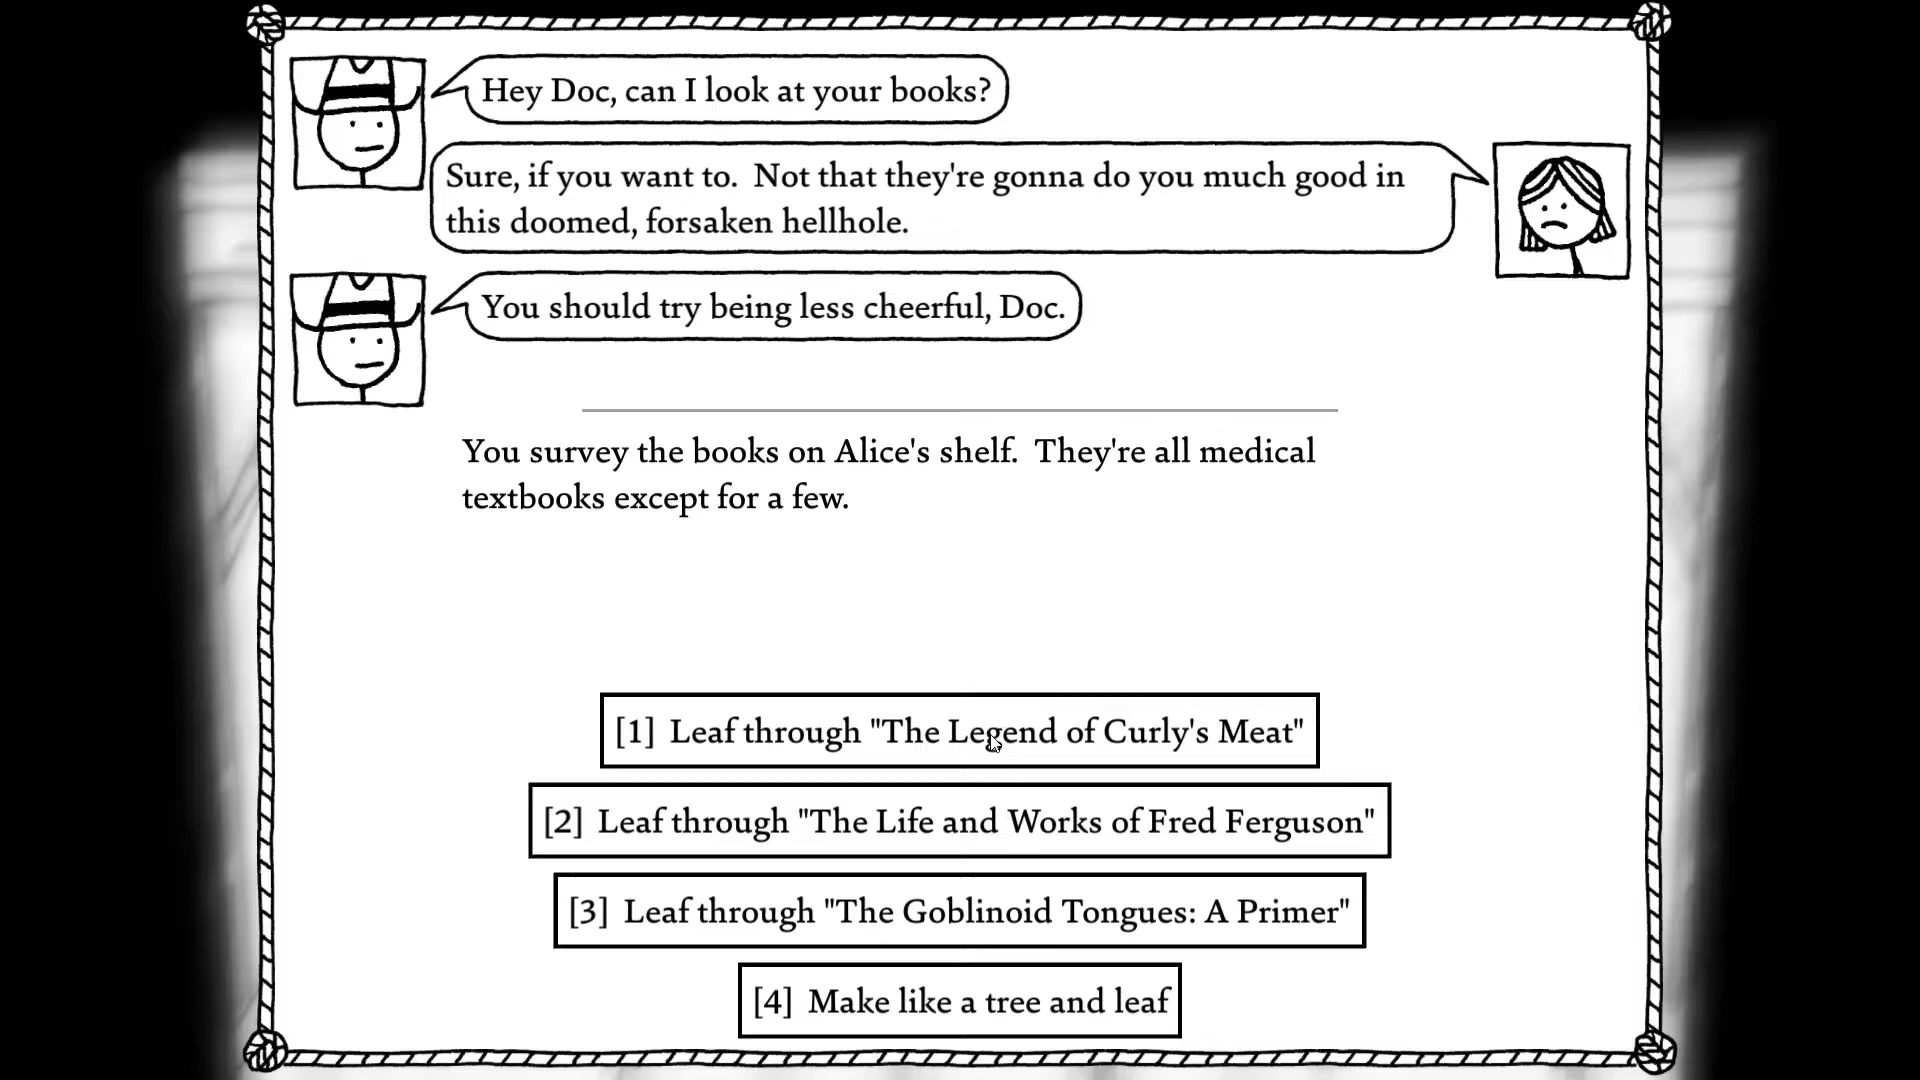 Hey Doc, can I look at your books?
Sure, if you want to.  Not that they're gonna do you much good in
this doomed, forsaken hellhole.
You should try being less cheerful, Doc.
You survey the books on Alice's shelf.  They're all medical
textbooks except for a few.
[1]  Leaf through "The Legend of Curly's Meat"
[2]  Leaf through "The Life and Works of Fred Ferguson"
[3]  Leaf through "The Goblinoid Tongues: A Primer"
[4]  Make like a tree and leaf